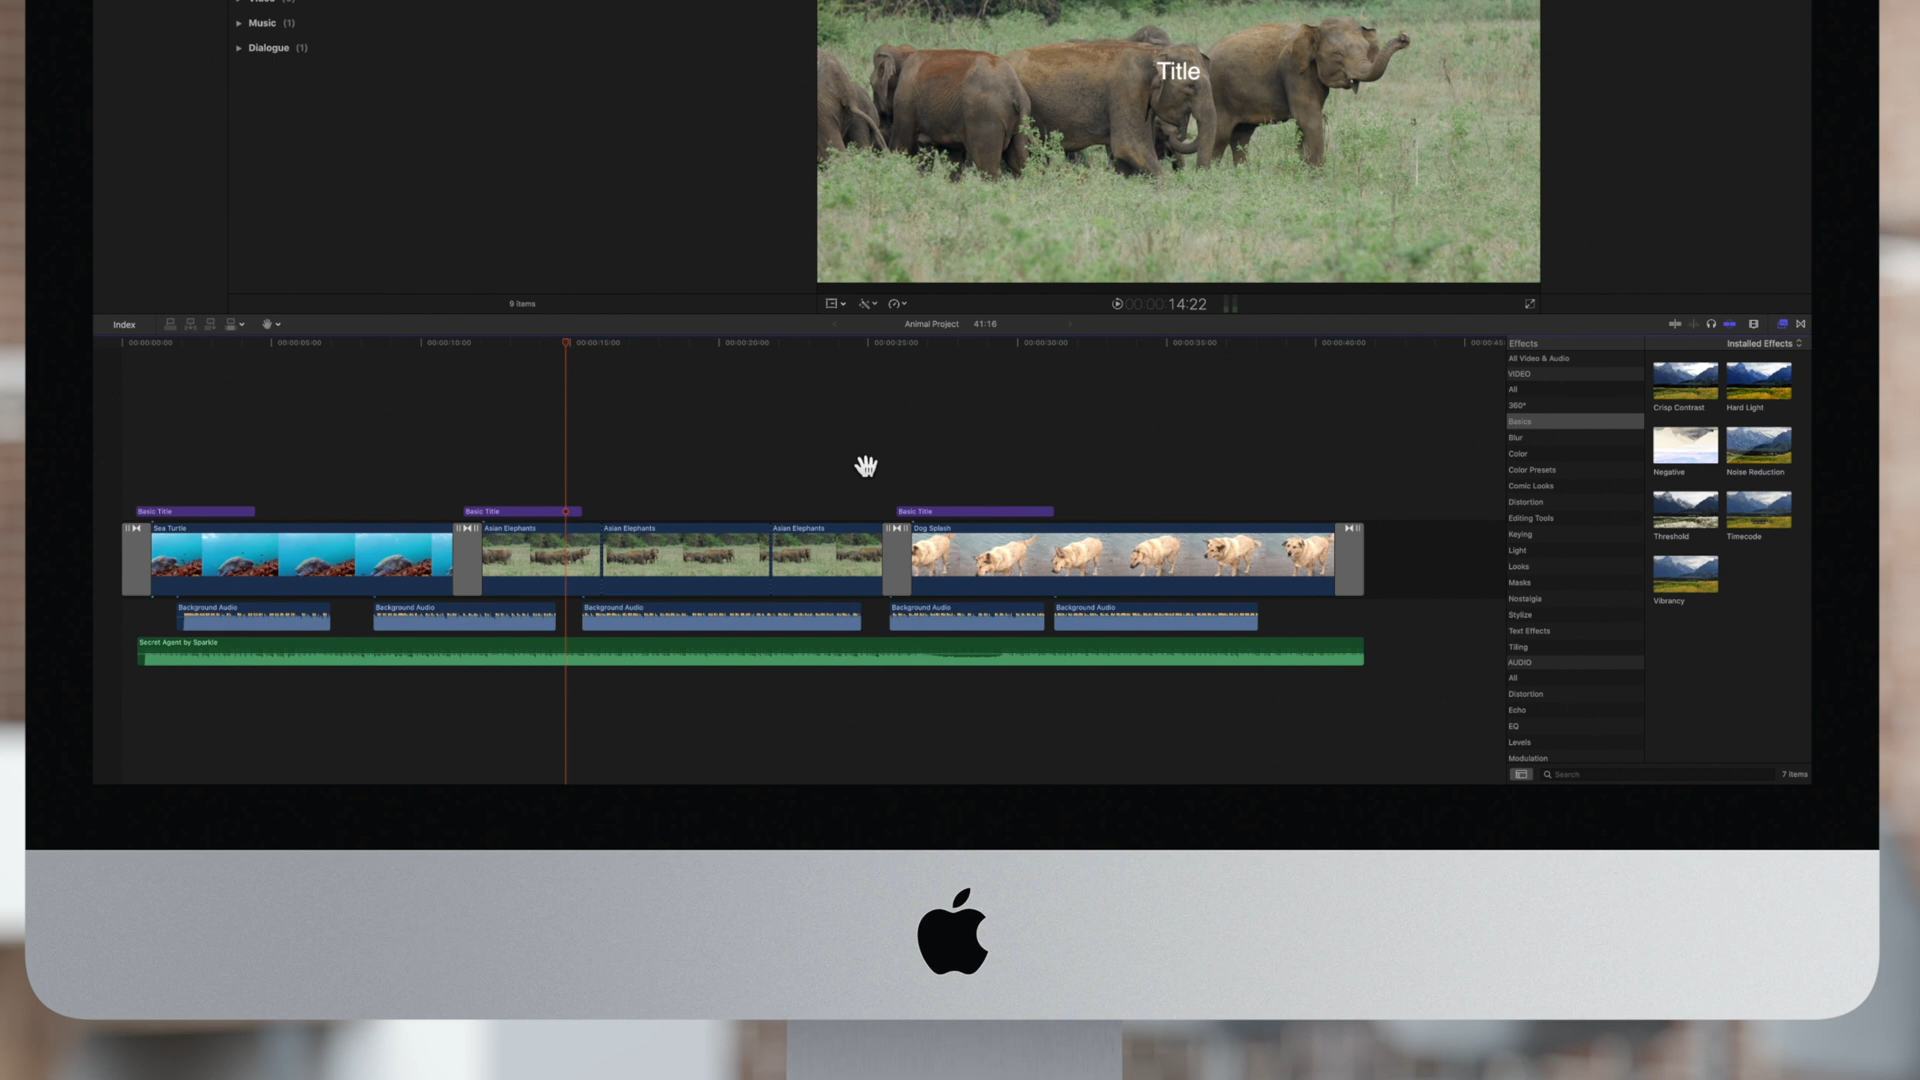 Music (1)
Dialogue (1)
Title
9 items
00:00:00:14:22
Index
Animal Project 41:16
00:00:00:00
00:00:05:00
00:00:10:00
00:00:15:00
00:00:20:00
00:00:25:00
00:00:30:00
00:00:35:00
00:00:40:00
00:00:45
Effects
Installed Effects
All Video & Audio
VIDEO
All
360°
Basics
Blur
Color
Color Presets
Comic Looks
Distortion
Editing Tools
Keying
Light
Looks
Masks
Nostalgia
Stylize
Text Effects
Tiling
AUDIO
All
Distortion
Echo
EQ
Levels
Modulation
Crisp Contrast
Hard Light
Negative
Noise Reduction
Threshold
Timecode
Vibrancy
Search
7 items
Basic Title
Basic Title
Basic Title
Sea Turtle
Asian Elephants
Asian Elephants
Asian Elephants
Dog Splash
Background Audio
Background Audio
Background Audio
Background Audio
Background Audio
Secret Agent by Sparkle